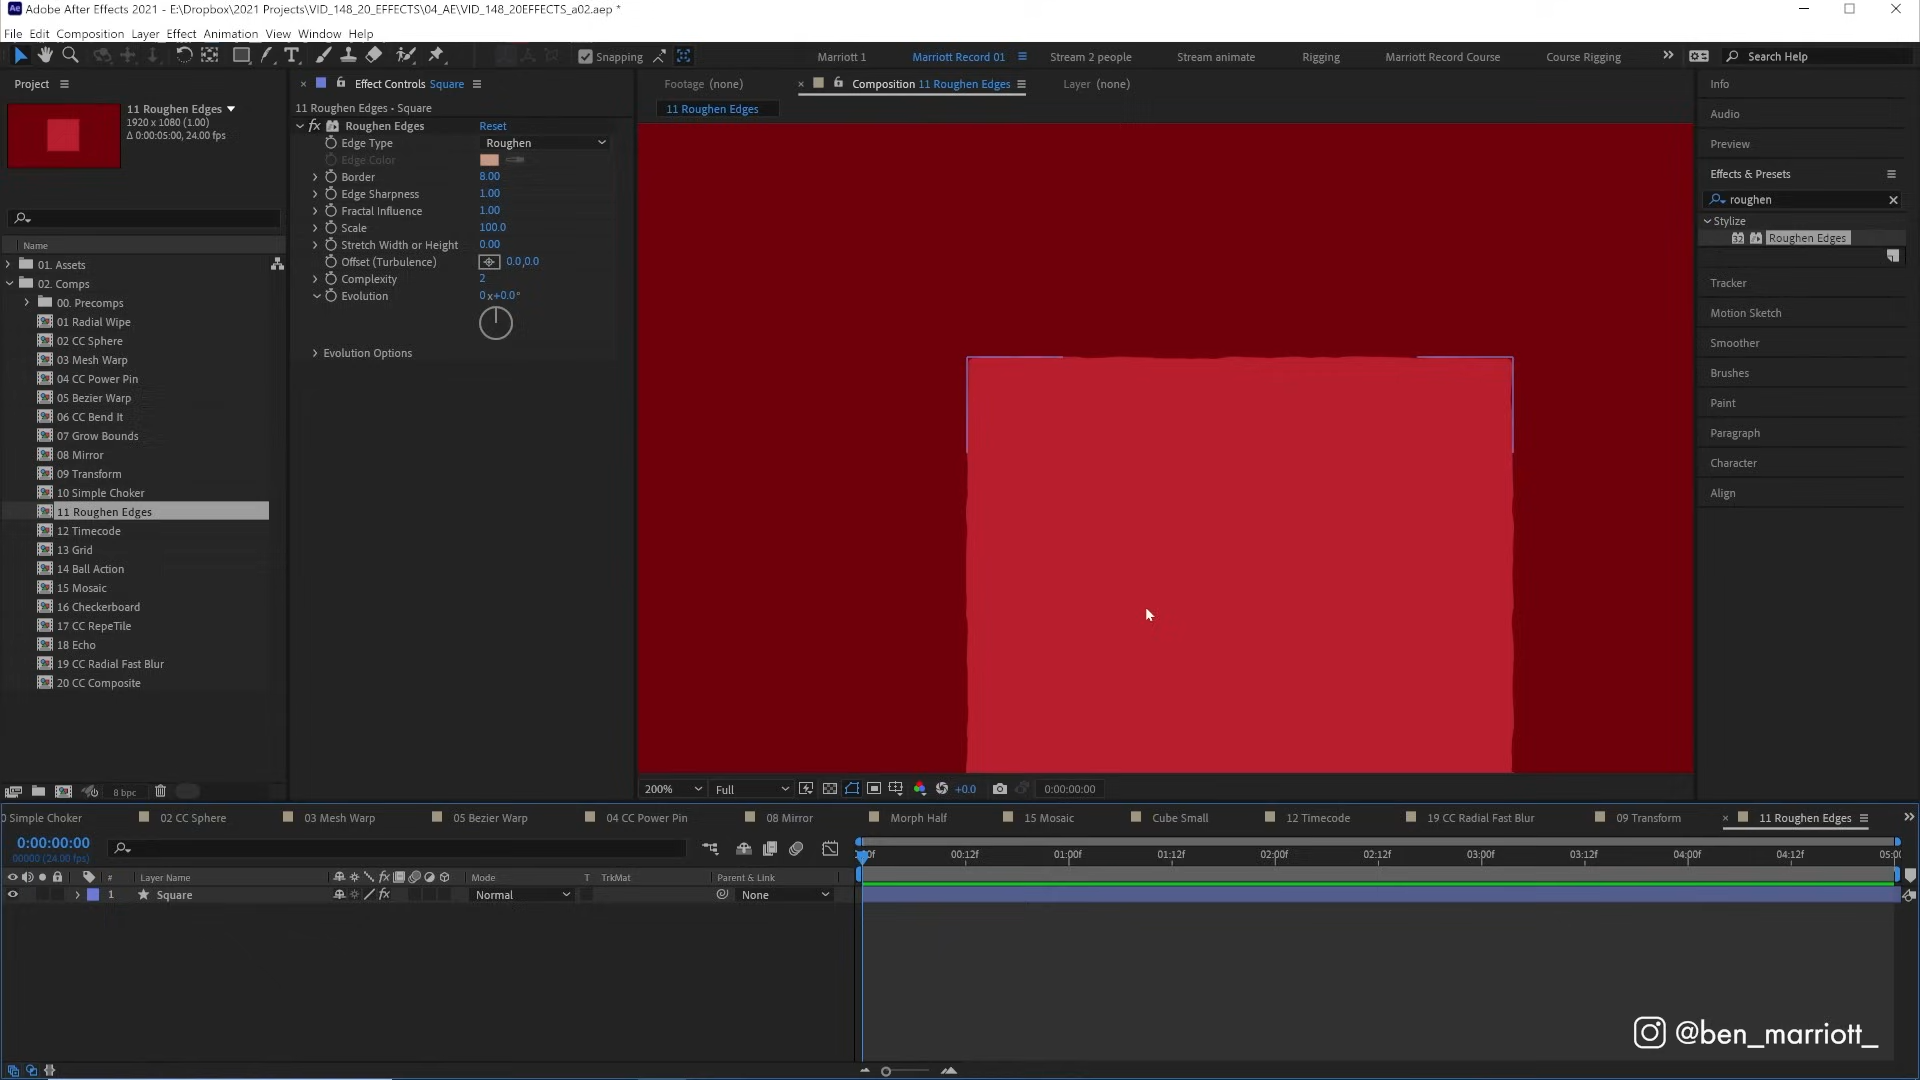 Adobe After Effects 2021 - E:\Dropbox\2021 Projects\VID_148_20_EFFECTS\04_AE\VID_148_20EFFECTS_a02.aep *
File Edit Composition Layer Effect Animation View Window Help
Snapping
Marriott 1
Marriott Record 01
Stream 2 people
Stream animate
Rigging
Marriott Record Course
Course Rigging
Search Help
Project
11 Roughen Edges
1920 x 1080 (1.00)
Δ 0:00:05:00, 24.00 fps
Name
01. Assets
02. Comps
00. Precomps
01 Radial Wipe
02 CC Sphere
03 Mesh Warp
04 CC Power Pin
05 Bezier Warp
06 CC Bend It
07 Grow Bounds
08 Mirror
09 Transform
10 Simple Choker
11 Roughen Edges
12 Timecode
13 Grid
14 Ball Action
15 Mosaic
16 Checkerboard
17 CC RepeTile
18 Echo
19 CC Radial Fast Blur
20 CC Composite
8 bpc
Effect Controls Square
11 Roughen Edges • Square
fx Roughen Edges Reset
Edge Type Roughen
Edge Color
Border 8.00
Edge Sharpness 1.00
Fractal Influence 1.00
Scale 100.0
Stretch Width or Height 0.00
Offset (Turbulence) 0.0,0.0
Complexity 2
Evolution 0x+0.0°
Evolution Options
Footage (none)
Composition 11 Roughen Edges
Layer (none)
11 Roughen Edges
200% Full +0.0 0:00:00:00
Info
Audio
Preview
Effects & Presets
roughen
Stylize
32 Roughen Edges
Tracker
Motion Sketch
Smoother
Brushes
Paint
Paragraph
Character
Align
0 Simple Choker
02 CC Sphere
03 Mesh Warp
05 Bezier Warp
04 CC Power Pin
08 Mirror
Morph Half
15 Mosaic
Cube Small
12 Timecode
19 CC Radial Fast Blur
09 Transform
11 Roughen Edges
0:00:00:00
00000 (24.00 fps)
00:12f 01:00f 01:12f 02:00f 02:12f 03:00f 03:12f 04:00f 04:12f
# Layer Name fx Mode T TrkMat Parent & Link
1 Square fx Normal None
@ben_marriott_